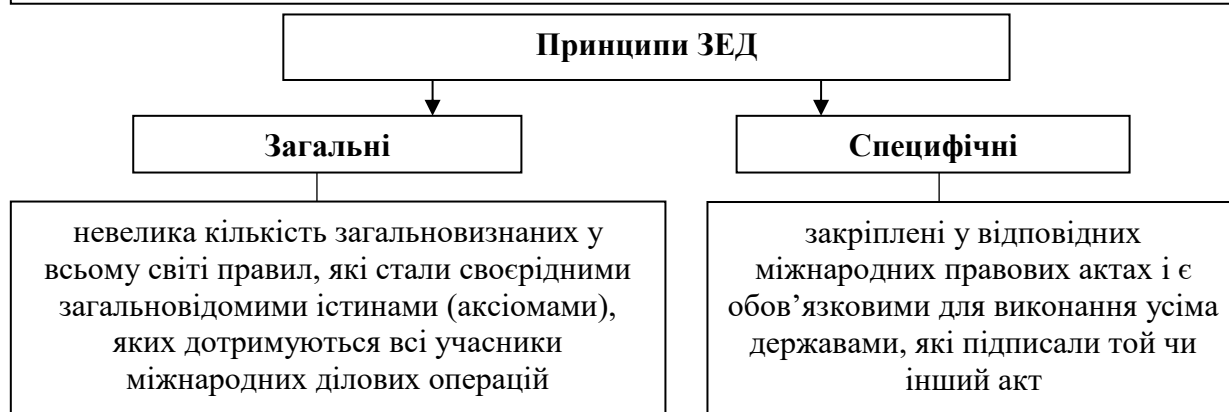 Принципи ЗЕД
Загальні
Специфічні
невелика кількість загальновизнаних у
всьому світі правил, які стали своєрідними
загальновідомими істинами (аксіомами),
яких дотримуються всі учасники
міжнародних ділових операцій
закріплені у відповідних
міжнародних правових актах і є
обов’язковими для виконання усіма
державами, які підписали той чи
інший акт